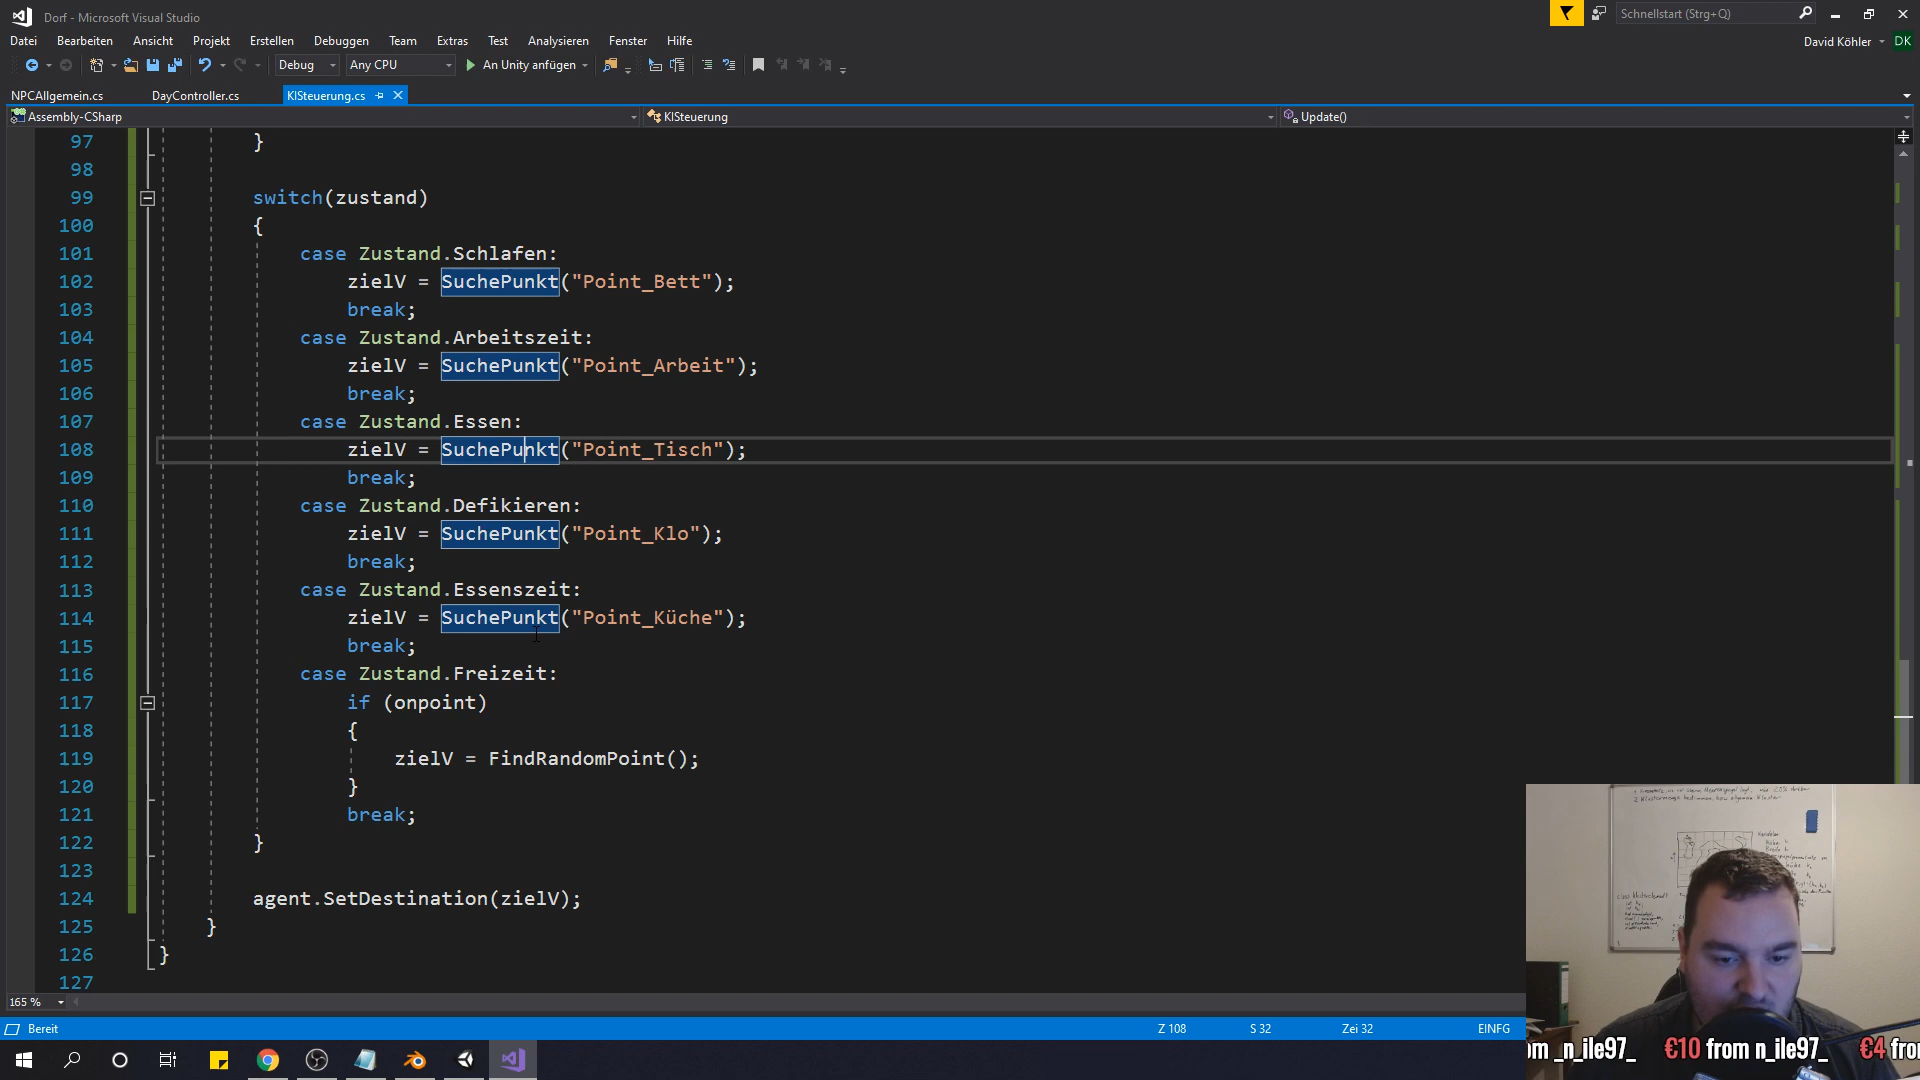 Dorf - Microsoft Visual Studio
Schnellstart (Strg+Q)
Datei Bearbeiten Ansicht Projekt Erstellen Debuggen Team Extras Test Analysieren Fenster Hilfe
David Köhler DK
Debug Any CPU An Unity anfügen
NPCAllgemein.cs DayController.cs KISteuerung.cs
Assembly-CSharp KISteuerung Update()
97 }
98
99 switch(zustand)
100 {
101 case Zustand.Schlafen:
102 zielV = SuchePunkt("Point_Bett");
103 break;
104 case Zustand.Arbeitszeit:
105 zielV = SuchePunkt("Point_Arbeit");
106 break;
107 case Zustand.Essen:
108 zielV = SuchePunkt("Point_Tisch");
109 break;
110 case Zustand.Defikieren:
111 zielV = SuchePunkt("Point_Klo");
112 break;
113 case Zustand.Essenszeit:
114 zielV = SuchePunkt("Point_Küche");
115 break;
116 case Zustand.Freizeit:
117 if (onpoint)
118 {
119 zielV = FindRandomPoint();
120 }
121 break;
122 }
123
124 agent.SetDestination(zielV);
125 }
126 }
127
165 %
Bereit Z 108 S 32 Zei 32 EINFG
om _n_ile97_ €10 from n_ile97_ €4 fro